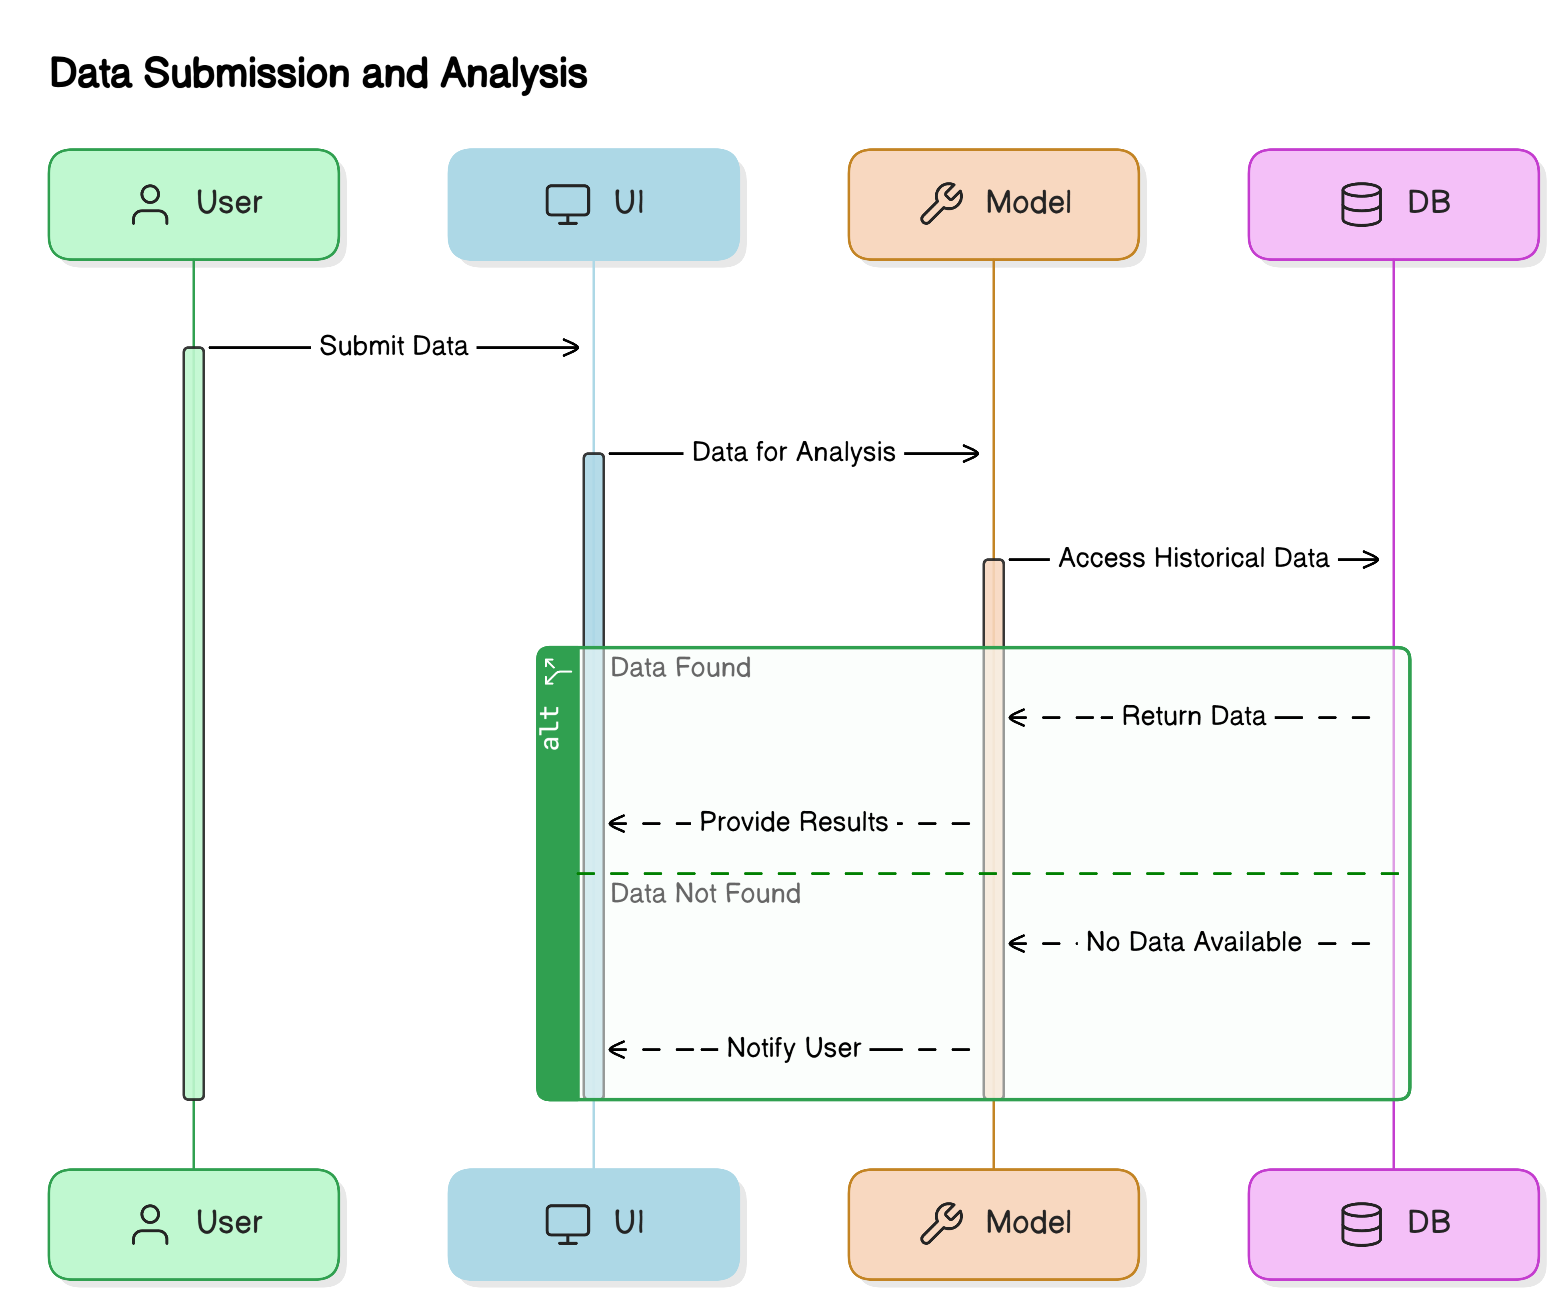 Data Submission and Analysis
User
UI
Model
DB
Submit Data
Data for Analysis
Access Historical Data
alt
Data Found
Return Data
Provide Results
Data Not Found
No Data Available
Notify User
User
UI
Model
DB